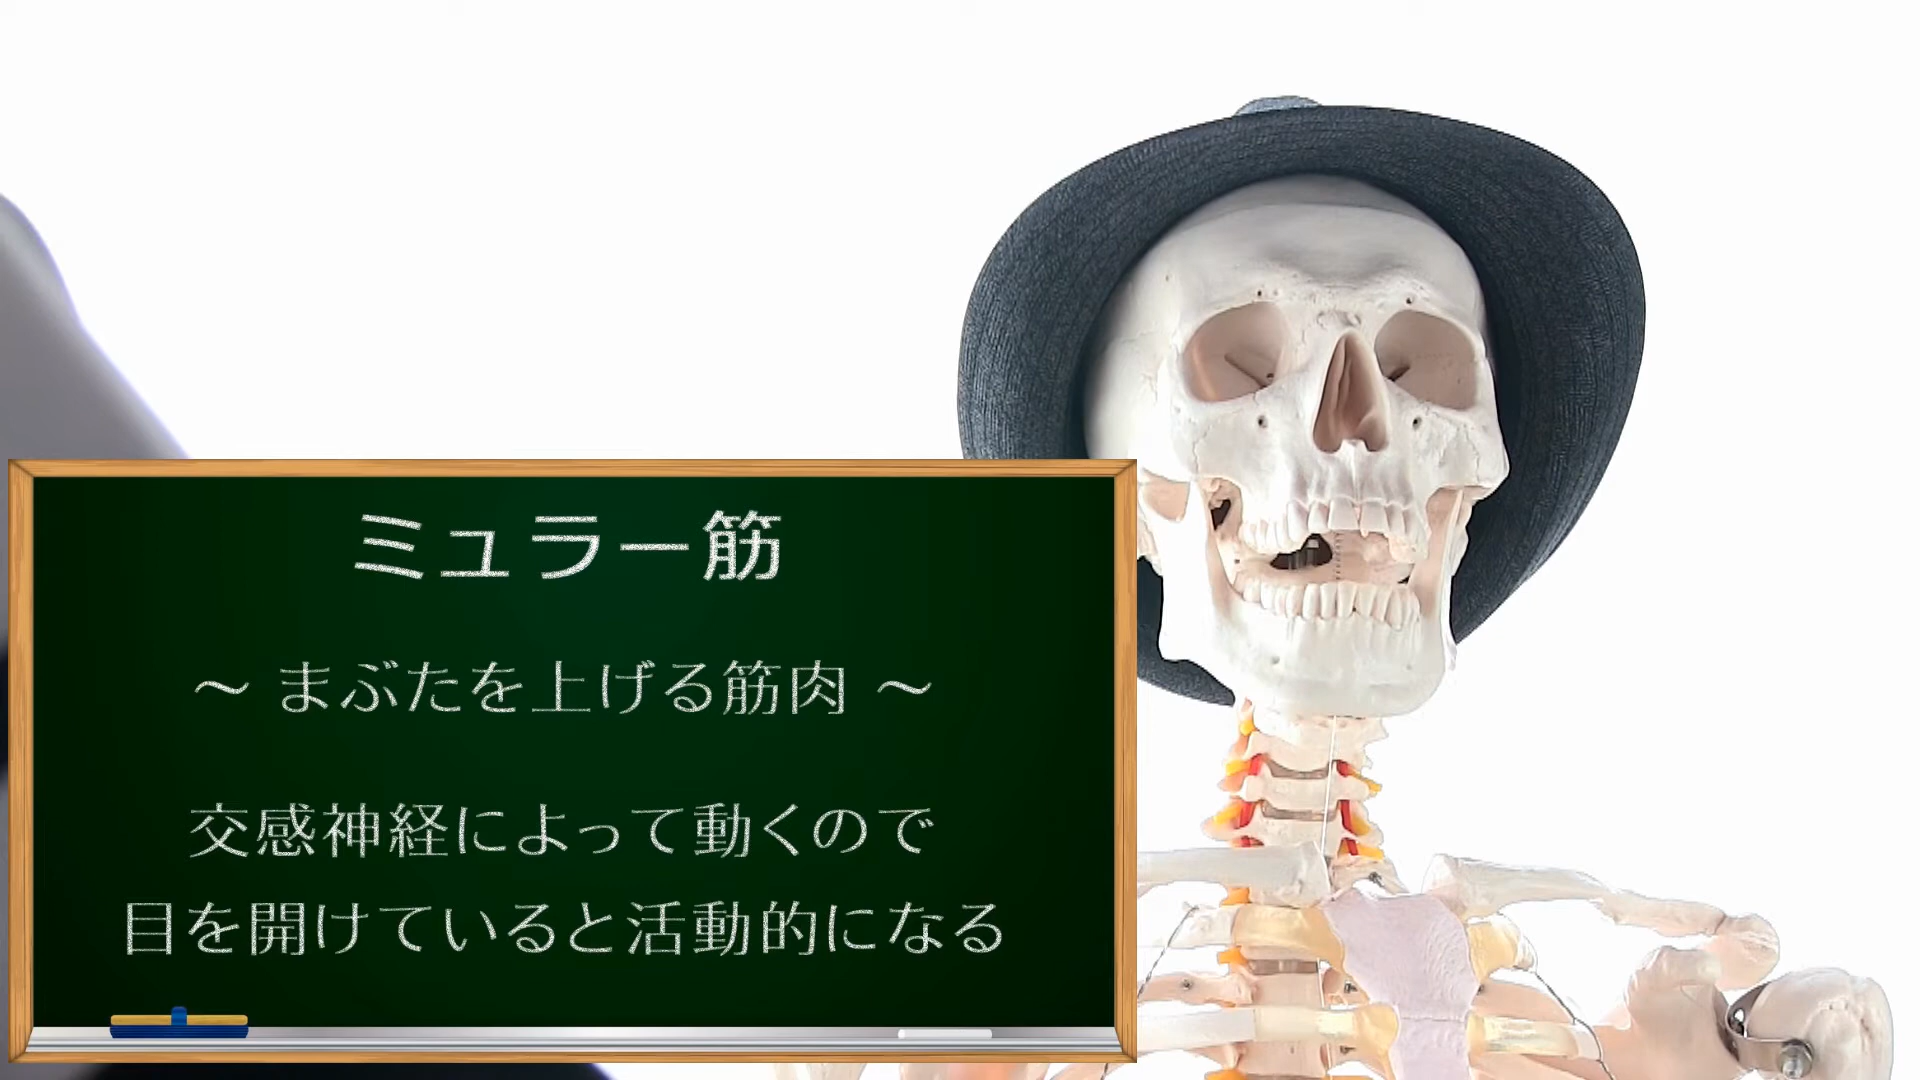 ミュラー筋
～ まぶたを上げる筋肉 ～
交感神経によって動くので
目を開けていると活動的になる